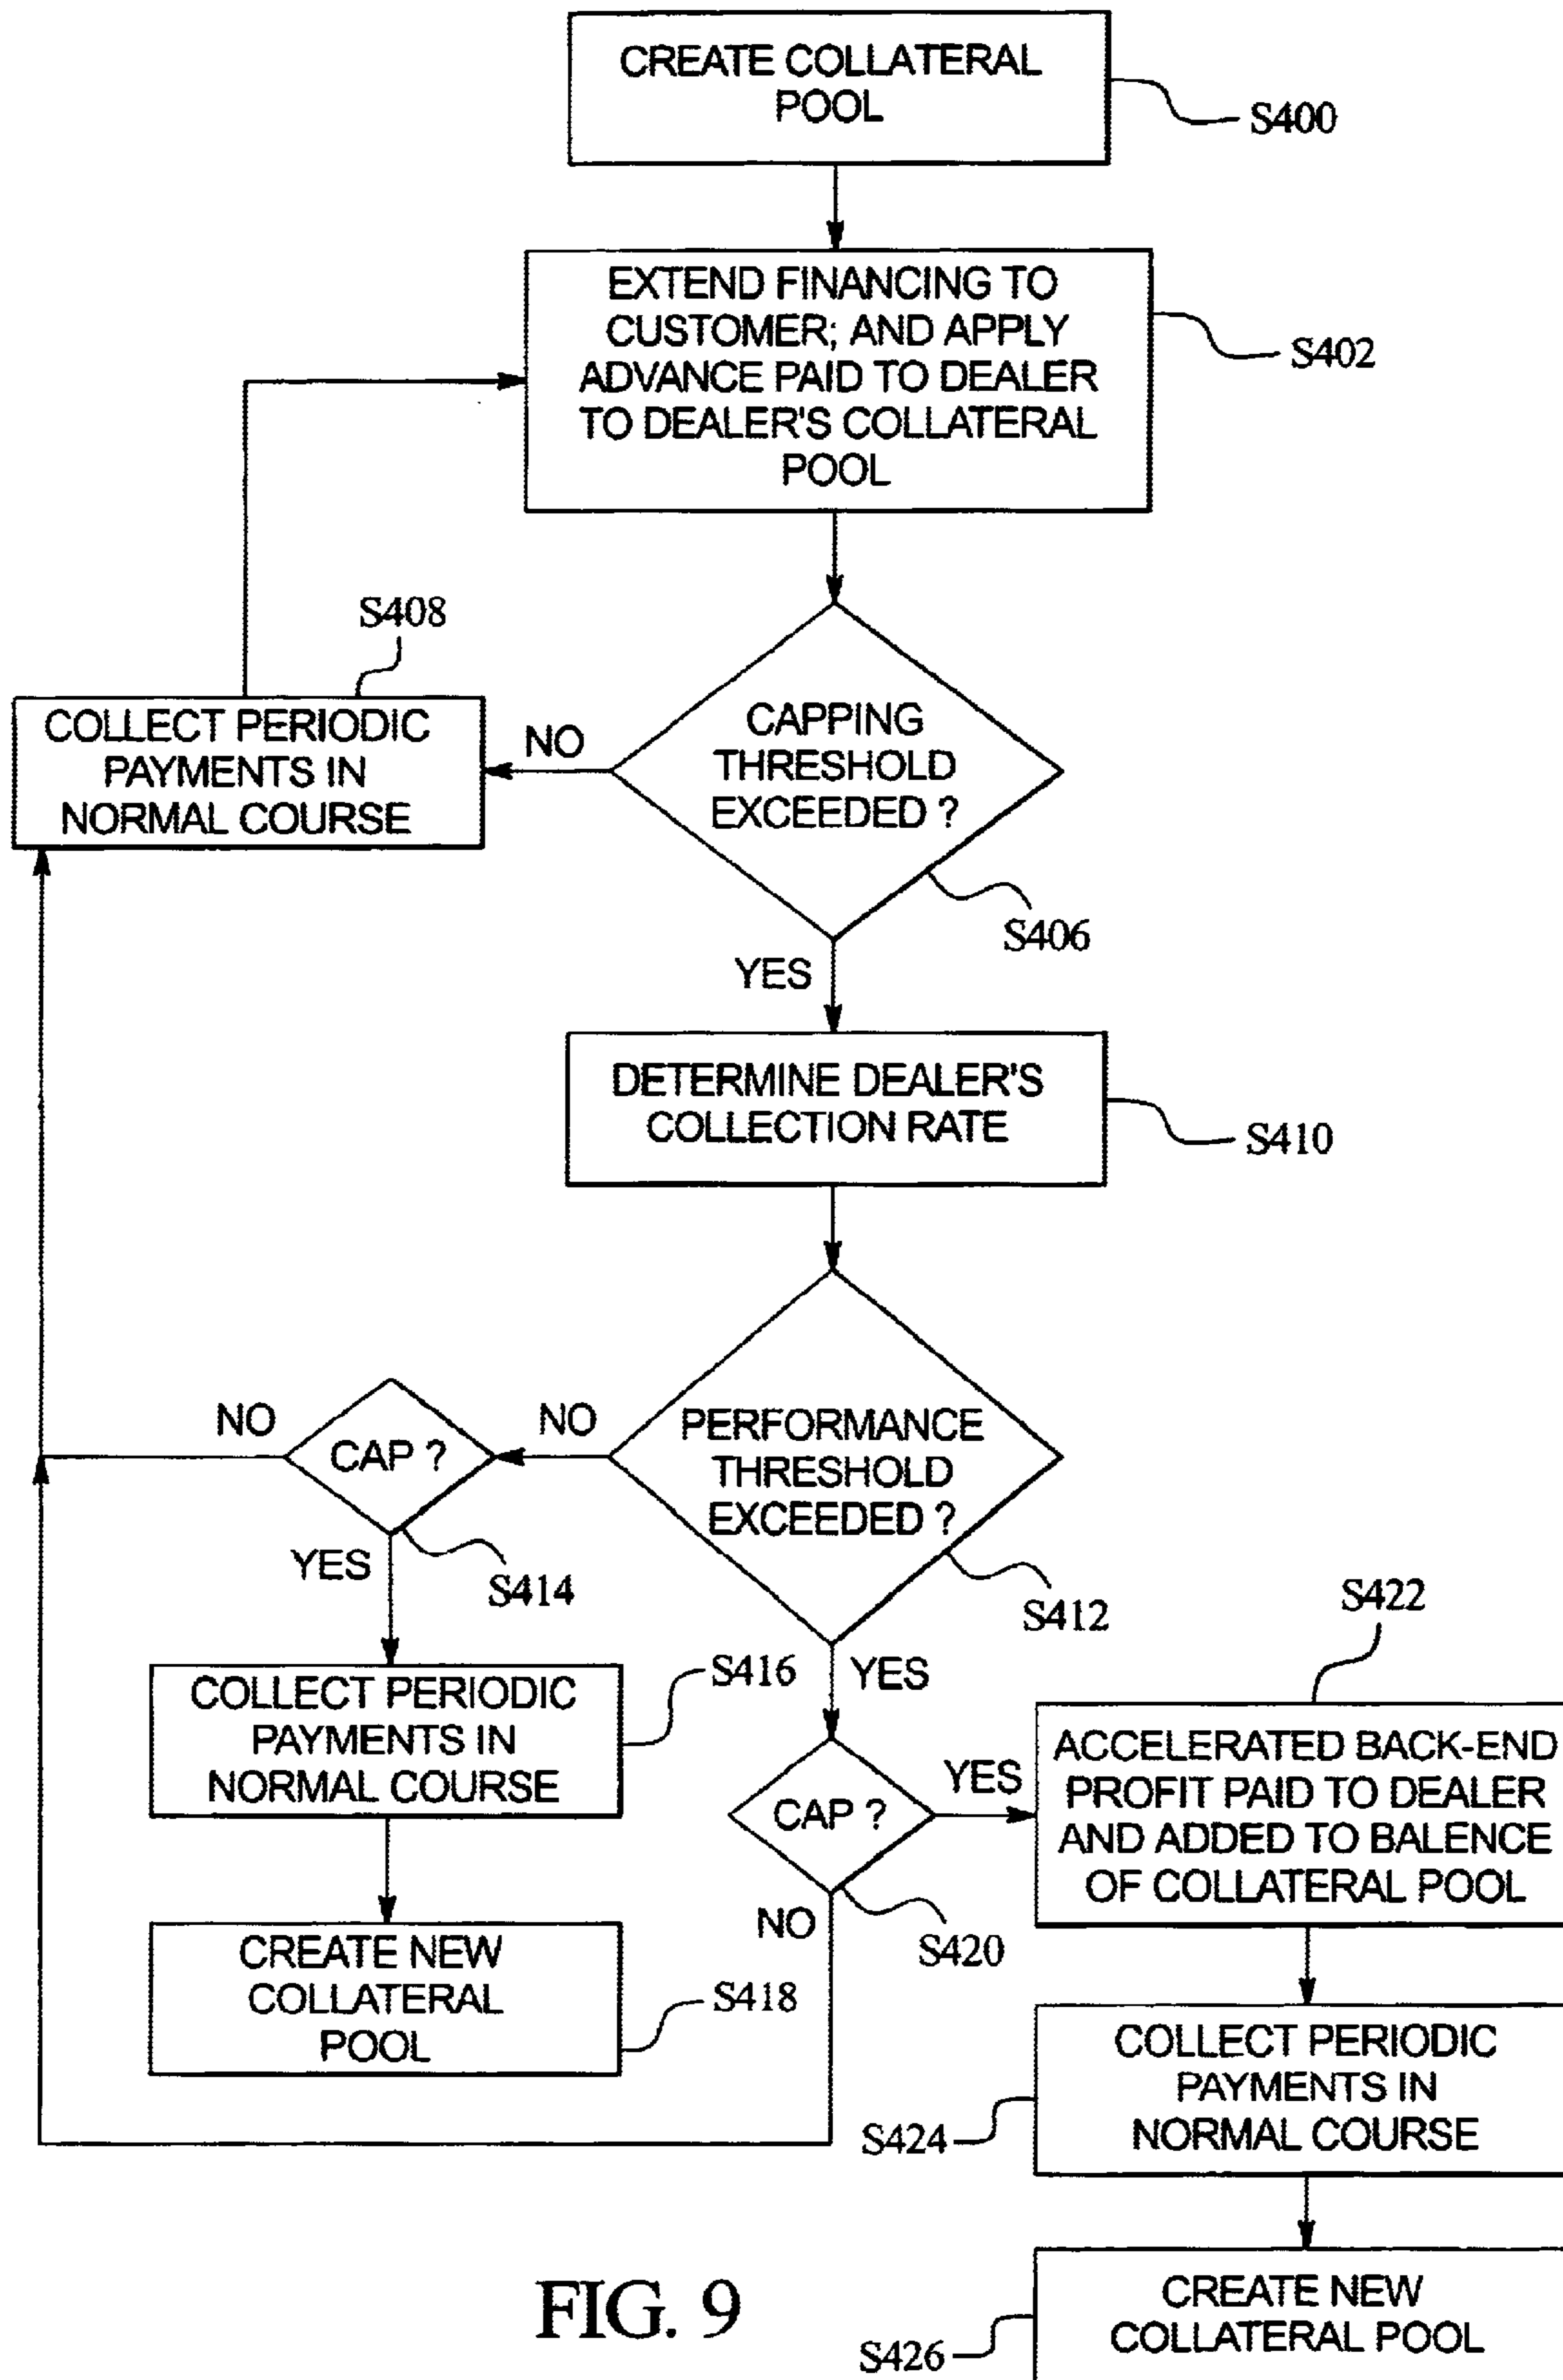 CREATE COLLATERAL
POOL
S400
EXTEND FINANCING TO
CUSTOMER; AND APPLY
ADVANCE PAID TO DEALER
TO DEALER'S COLLATERAL
POOL
S402
S408
COLLECT PERIODIC
PAYMENTS IN
NORMAL COURSE
NO
CAPPING
THRESHOLD
EXCEEDED ?
S406
YES
DETERMINE DEALER'S
COLLECTION RATE
S410
NO
CAP ?
NO
PERFORMANCE
THRESHOLD
EXCEEDED ?
YES
S414
S412
S422
COLLECT PERIODIC
PAYMENTS IN
NORMAL COURSE
S416
YES
CAP ?
YES
ACCELERATED BACK-END
PROFIT PAID TO DEALER
AND ADDED TO BALENCE
OF COLLATERAL POOL
NO
S420
CREATE NEW
COLLATERAL
POOL
S418
COLLECT PERIODIC
PAYMENTS IN
NORMAL COURSE
S424
CREATE NEW
COLLATERAL POOL
S426
FIG. 9